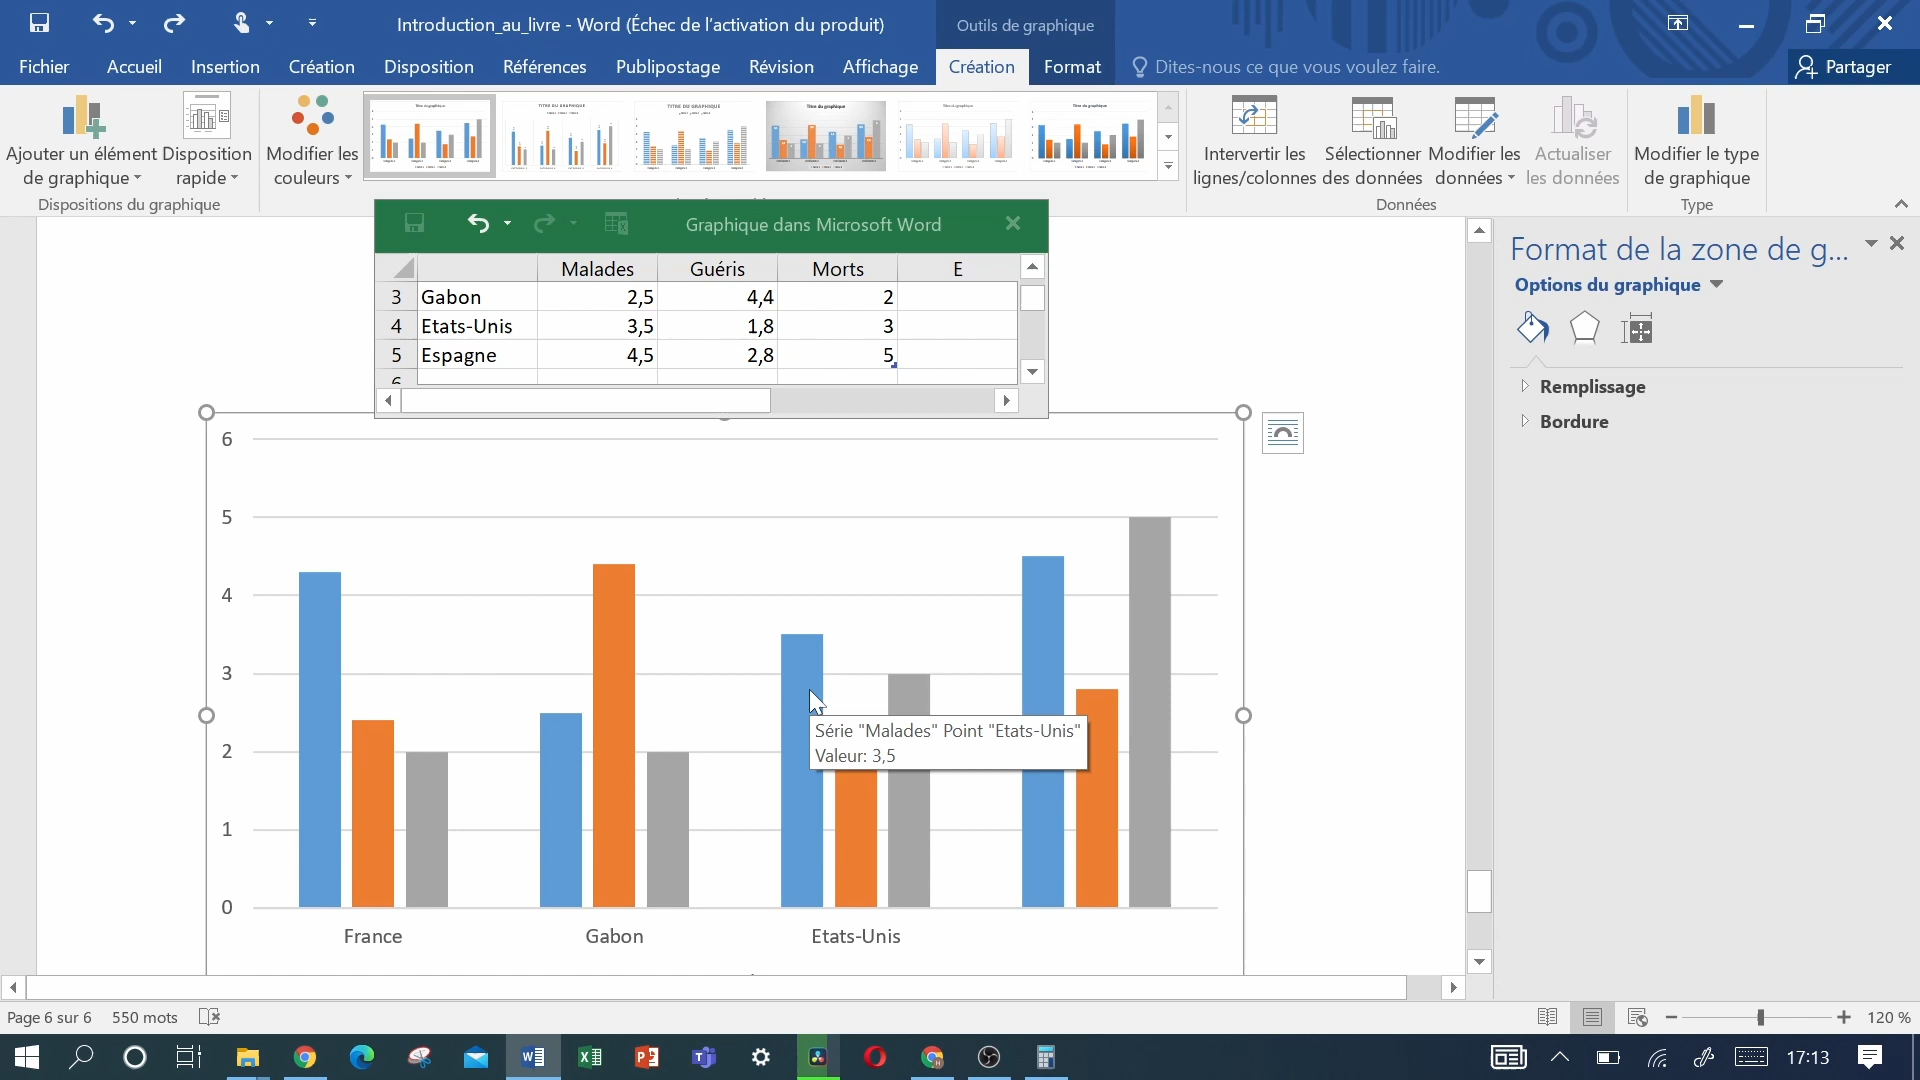 Introduction_au_livre - Word (Échec de l'activation du produit)
Outils de graphique
Fichier Accueil Insertion Création Disposition Références Publipostage Révision Affichage Création Format Dites-nous ce que vous voulez faire. Partager
Ajouter un élément de graphique
Disposition rapide
Modifier les couleurs
Intervertir les lignes/colonnes
Sélectionner des données
Modifier les données
Actualiser les données
Modifier le type de graphique
Dispositions du graphique
Données
Type
Graphique dans Microsoft Word
Malades Guéris Morts E
3 Gabon 2,5 4,4 2
4 Etats-Unis 3,5 1,8 3
5 Espagne 4,5 2,8 5
6
Format de la zone de g...
Options du graphique
Remplissage
Bordure
6
5
4
3
2
1
0
Série "Malades" Point "Etats-Unis"
Valeur: 3,5
France Gabon Etats-Unis
Page 6 sur 6 550 mots
120 %
17:13